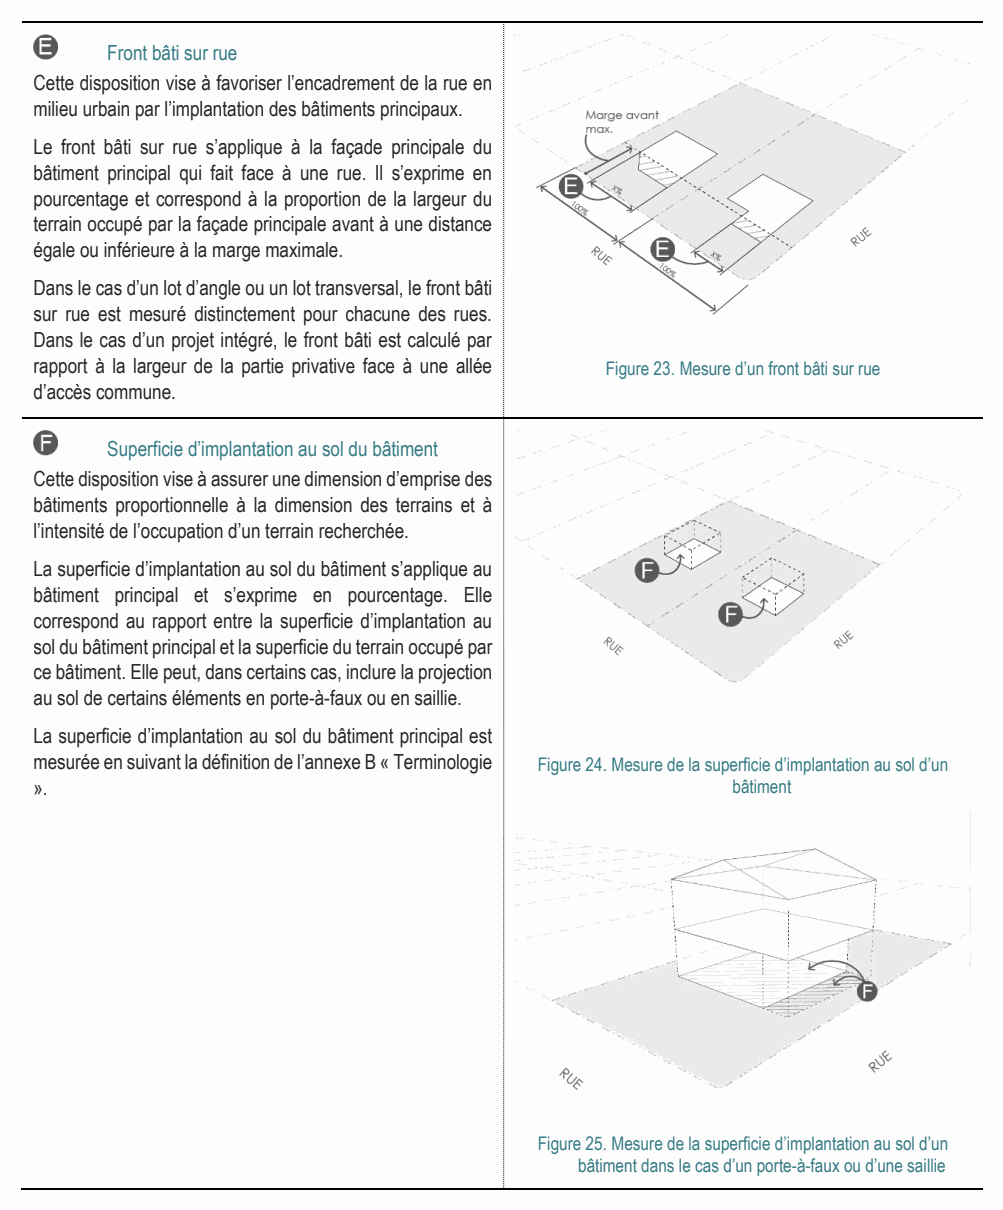 E Front bâti sur rue
Cette disposition vise à favoriser l’encadrement de la rue en
milieu urbain par l’implantation des bâtiments principaux.
Le front bâti sur rue s’applique à la façade principale du
bâtiment principal qui fait face à une rue. Il s’exprime en
pourcentage et correspond à la proportion de la largeur du
terrain occupé par la façade principale avant à une distance
égale ou inférieure à la marge maximale.
Dans le cas d’un lot d’angle ou un lot transversal, le front bâti
sur rue est mesuré distinctement pour chacune des rues.
Dans le cas d’un projet intégré, le front bâti est calculé par
rapport à la largeur de la partie privative face à une allée
d’accès commune.
Marge avant
max.
E
X%
100%
RUE
E
X%
100%
RUE
Figure 23. Mesure d’un front bâti sur rue
F Superficie d’implantation au sol du bâtiment
Cette disposition vise à assurer une dimension d’emprise des
bâtiments proportionnelle à la dimension des terrains et à
l’intensité de l’occupation d’un terrain recherchée.
La superficie d’implantation au sol du bâtiment s’applique au
bâtiment principal et s’exprime en pourcentage. Elle
correspond au rapport entre la superficie d’implantation au
sol du bâtiment principal et la superficie du terrain occupé par
ce bâtiment. Elle peut, dans certains cas, inclure la projection
au sol de certains éléments en porte-à-faux ou en saillie.
La superficie d’implantation au sol du bâtiment principal est
mesurée en suivant la définition de l’annexe B « Terminologie
».
F
F
RUE
RUE
Figure 24. Mesure de la superficie d’implantation au sol d’un
bâtiment
F
RUE
RUE
Figure 25. Mesure de la superficie d’implantation au sol d’un
bâtiment dans le cas d’un porte-à-faux ou d’une saillie